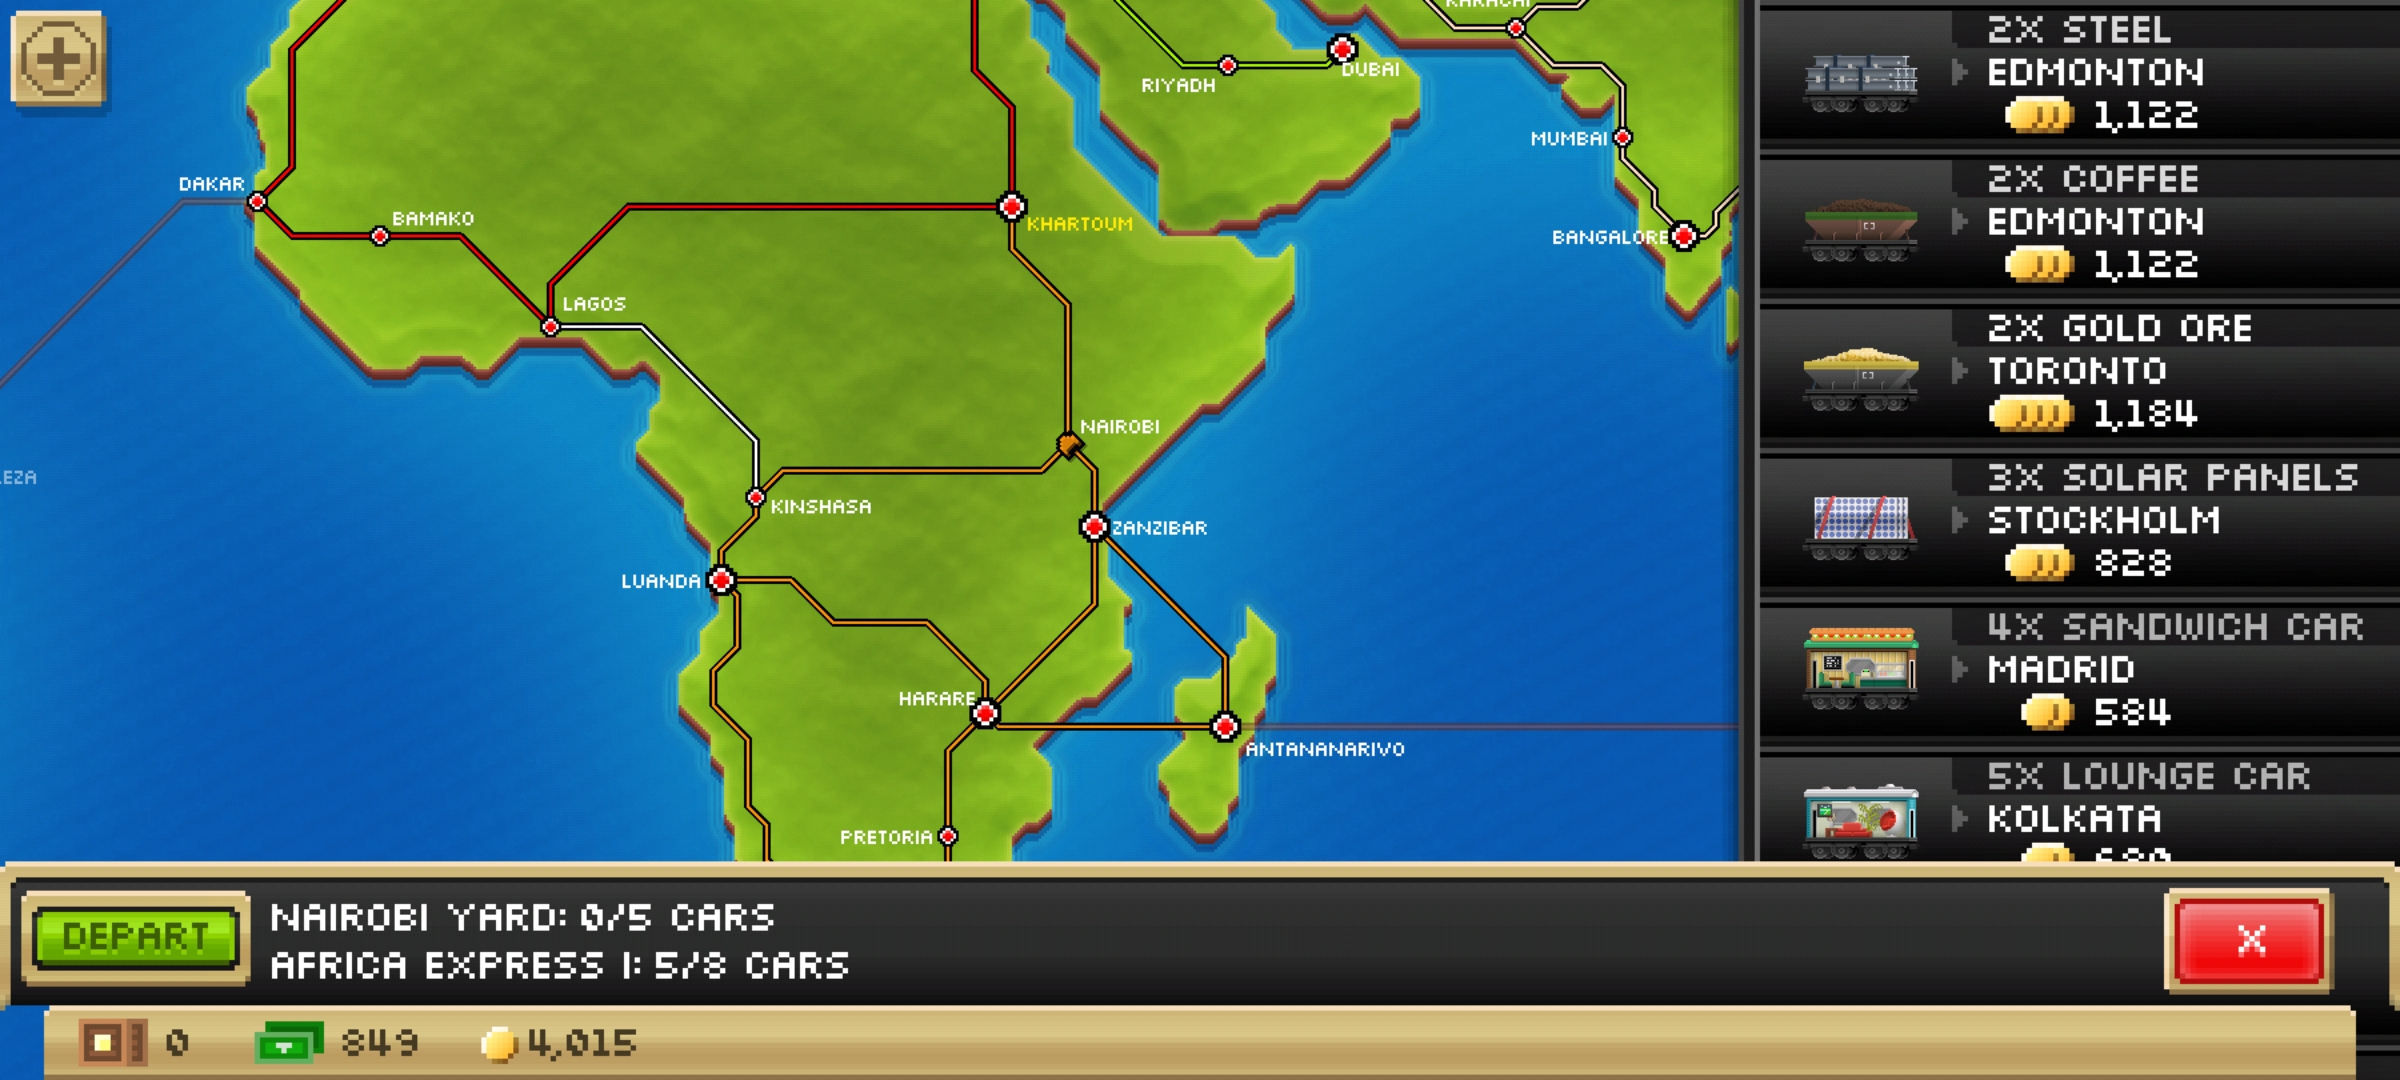 KARACHI
DUBAI
RIYADH
MUMBAI
BANGALORE
DAKAR
BAMAKO
KHARTOUM
LAGOS
NAIROBI
KINSHASA
ZANZIBAR
LUANDA
HARARE
ANTANANARIVO
PRETORIA
2X STEEL
EDMONTON
1,122
2X COFFEE
EDMONTON
1,122
2X GOLD ORE
TORONTO
1,184
3X SOLAR PANELS
STOCKHOLM
828
4X SANDWICH CAR
MADRID
584
5X LOUNGE CAR
KOLKATA
DEPART
NAIROBI YARD: 0/5 CARS
AFRICA EXPRESS I: 5/8 CARS
X
0
849
4,015